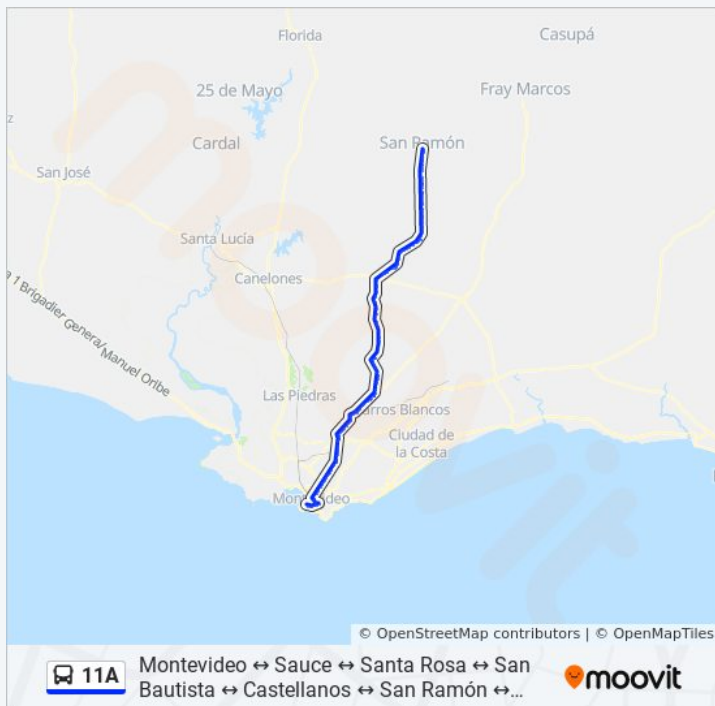 Florida
Casupá
25 de Mayo
Fray Marcos
z
Cardal
San Ramón
San José
Santa Lucía
Canelones
a 1 Brigadier General Manuel Oribe
Las Piedras
arros Blancos
Ciudad de
la Costa
Montevideo
moovit
© OpenStreetMap contributors | © OpenMapTiles
11A
Montevideo ↔ Sauce ↔ Santa Rosa ↔ San
Bautista ↔ Castellanos ↔ San Ramón ↔...
moovit